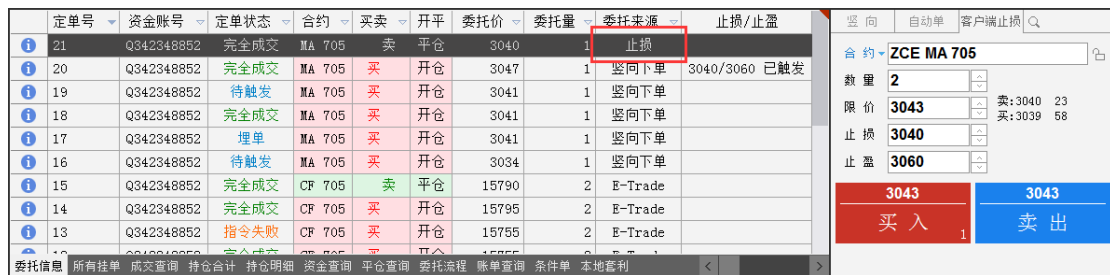 定单号 资金账号 定单状态 合约 买卖 开平 委托价 委托量 委托来源 止损/止盈
21 Q342348852 完全成交 MA 705 卖 平仓 3040 1 止损
20 Q342348852 完全成交 MA 705 买 开仓 3047 1 竖向下单 3040/3060 已触发
19 Q342348852 待触发 MA 705 买 开仓 3041 1 竖向下单
18 Q342348852 完全成交 MA 705 买 开仓 3041 1 竖向下单
17 Q342348852 埋单 MA 705 买 开仓 3041 1 竖向下单
16 Q342348852 待触发 MA 705 买 开仓 3034 1 竖向下单
15 Q342348852 完全成交 CF 705 卖 平仓 15790 2 E-Trade
14 Q342348852 完全成交 CF 705 买 开仓 15795 2 E-Trade
13 Q342348852 指令失败 CF 705 买 开仓 15755 2 E-Trade
委托信息 所有挂单 成交查询 持仓合计 持仓明细 资金查询 平仓查询 委托流程 账单查询 条件单 本地套利
竖向 自动单 客户端止损
合约 ZCE MA 705
数量 2
限价 3043 卖:3040 23
买:3039 58
止损 3040
止盈 3060
3043 3043
买入 1 卖出